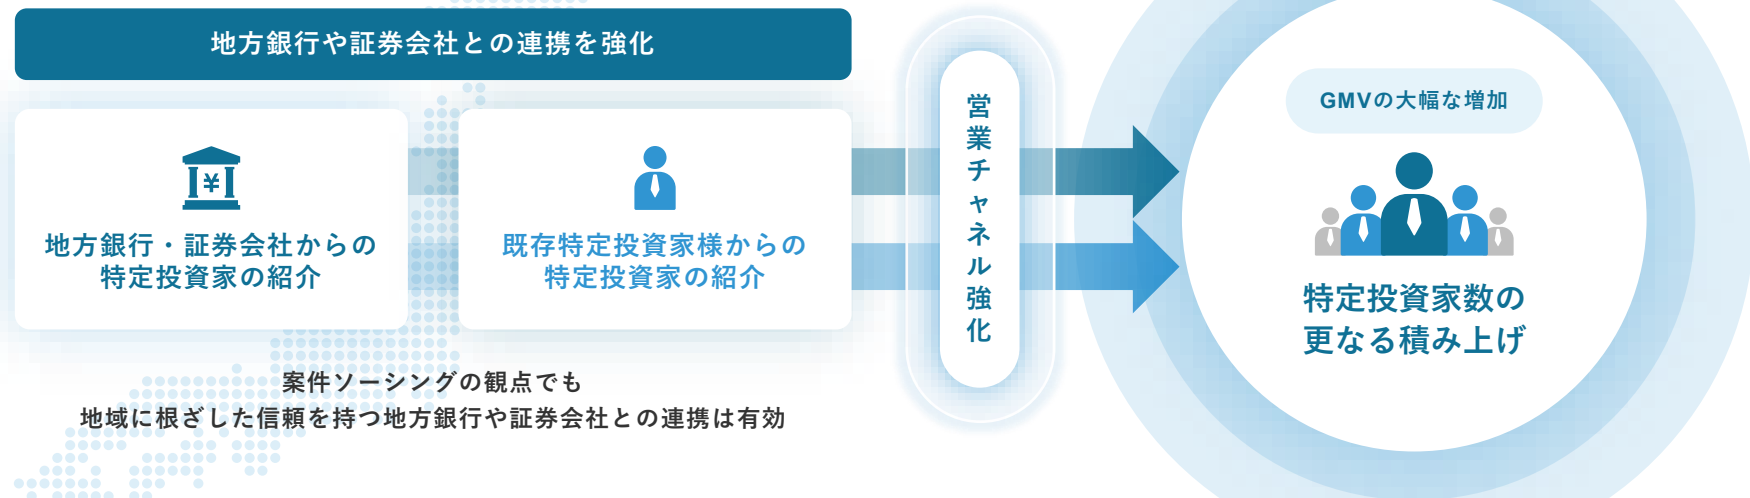 地方銀行や証券会社との連携を強化
¥
地方銀行・証券会社からの
特定投資家の紹介
既存特定投資家様からの
特定投資家の紹介
案件ソーシングの観点でも
地域に根ざした信頼を持つ地方銀行や証券会社との連携は有効
営業チャネル強化
GMVの大幅な増加
特定投資家数の
更なる積み上げ